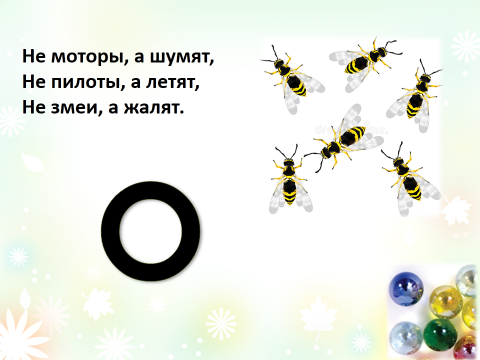 Не моторы, а шумят,
Не пилоты, а летят,
Не змеи, а жалят.
О